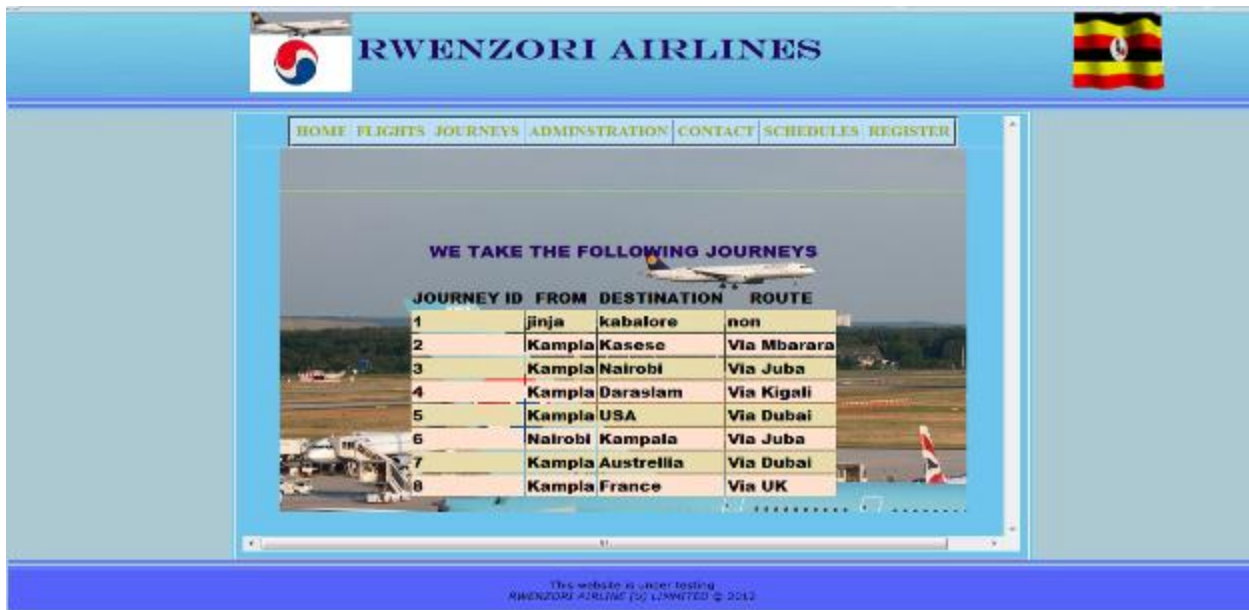 RWENZORI AIRLINES
HOME FLIGHTS JOURNEYS ADMINSTRATION CONTACT SCHEDULES REGISTER
WE TAKE THE FOLLOWING JOURNEYS
JOURNEY ID FROM DESTINATION ROUTE
1 jinja kabalore non
2 Kampla Kasese Via Mbarara
3 Kampla Nairobi Via Juba
4 Kampla Daraslam Via Kigali
5 Kampla USA Via Dubai
6 Nairobi Kampala Via Juba
7 Kampla Austrellia Via Dubai
8 Kampla France Via UK
This website is under testing
RWENZORI AIRLINE (U) LIMMITED © 2012